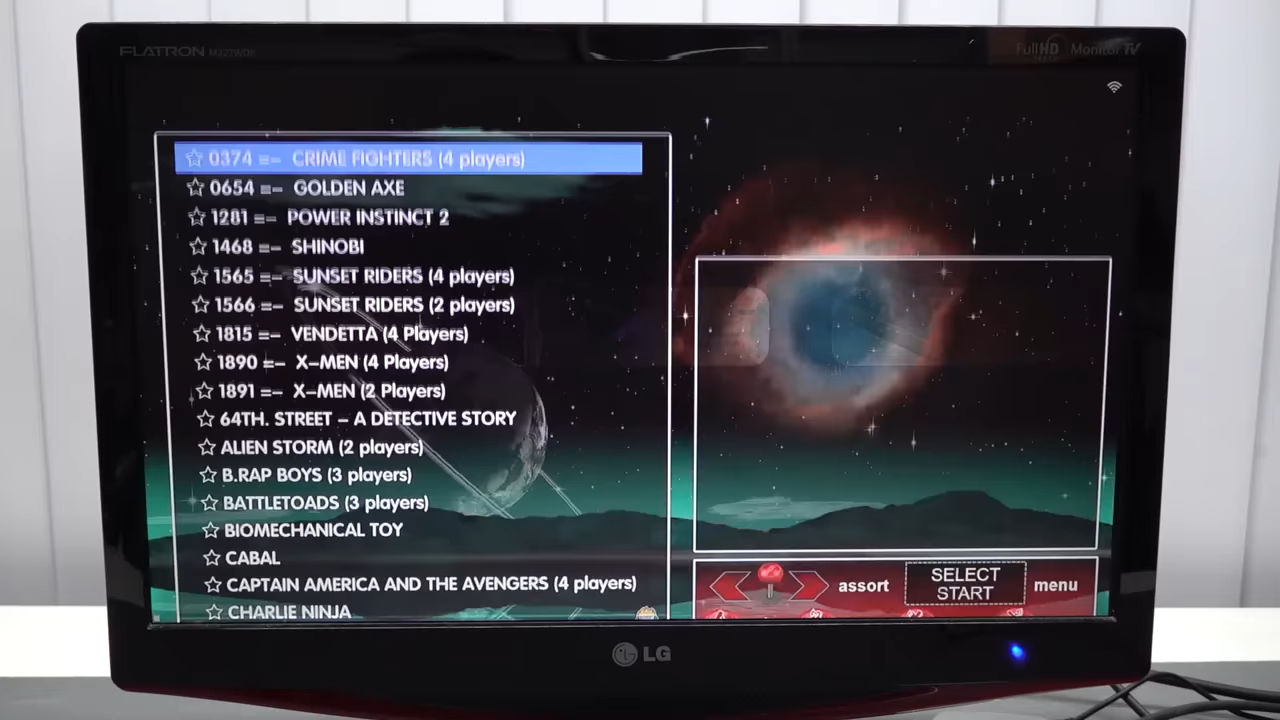 FLATRON M227WDP
FullHD Monitor TV
0374 =- CRIME FIGHTERS (4 players)
0654 =- GOLDEN AXE
1281 =- POWER INSTINCT 2
1468 =- SHINOBI
1565 =- SUNSET RIDERS (4 players)
1566 =- SUNSET RIDERS (2 players)
1815 =- VENDETTA (4 Players)
1890 =- X-MEN (4 Players)
1891 =- X-MEN (2 Players)
64TH. STREET - A DETECTIVE STORY
ALIEN STORM (2 players)
B.RAP BOYS (3 players)
BATTLETOADS (3 players)
BIOMECHANICAL TOY
CABAL
CAPTAIN AMERICA AND THE AVENGERS (4 players)
CHARLIE NINJA
assort
SELECT
START
menu
LG